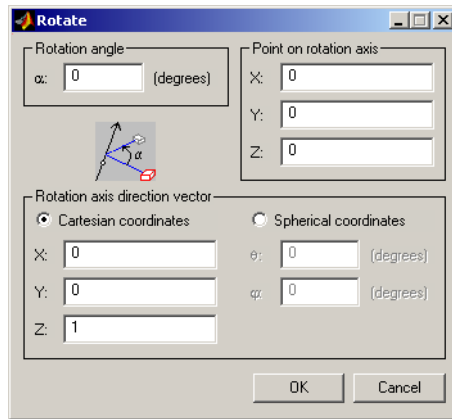 Rotate
Rotation angle
α: 0 (degrees)
Point on rotation axis
X: 0
Y: 0
Z: 0
α
Rotation axis direction vector
Cartesian coordinates
X: 0
Y: 0
Z: 1
Spherical coordinates
θ: 0 (degrees)
φ: 0 (degrees)
OK Cancel